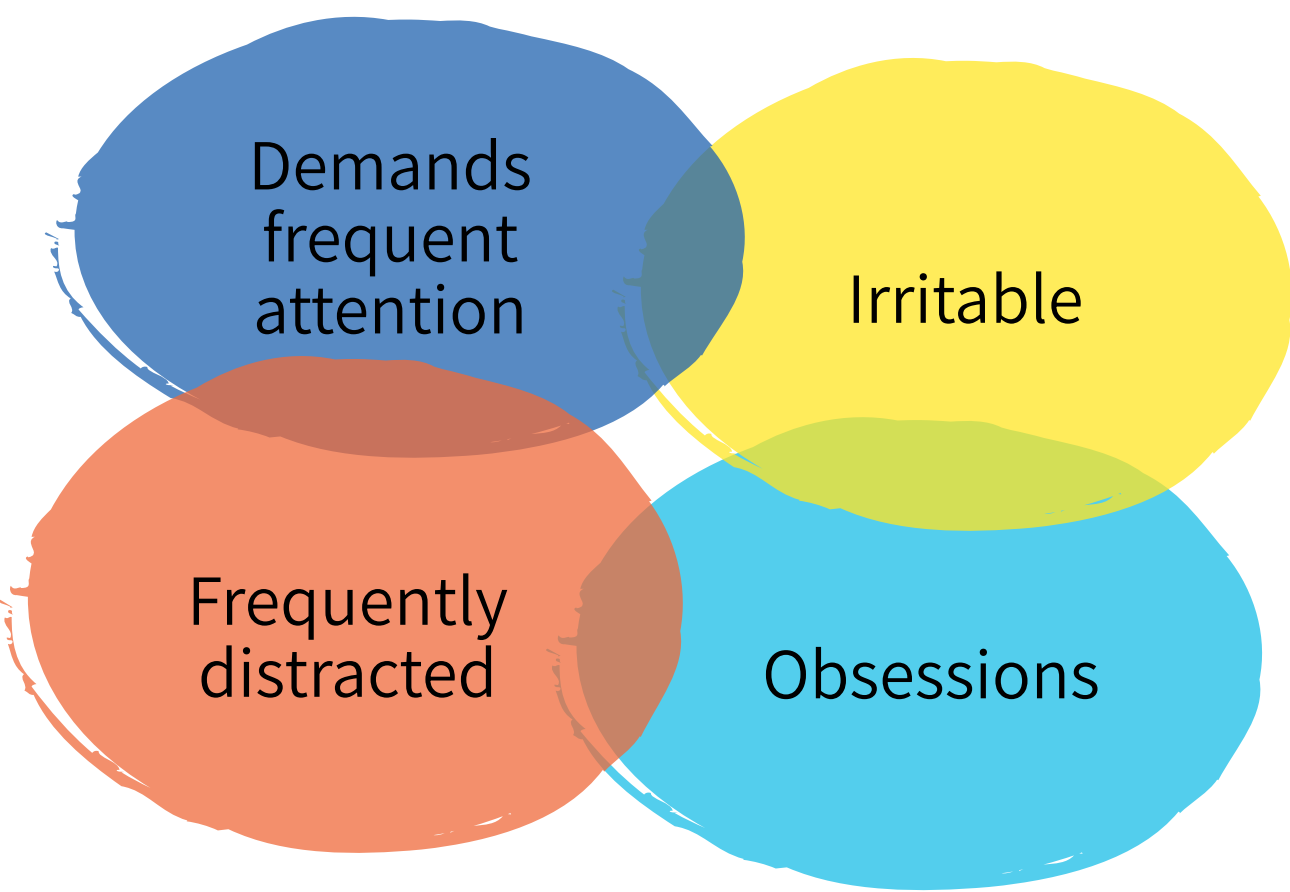 Demands
frequent
attention
Irritable
Frequently
distracted
Obsessions